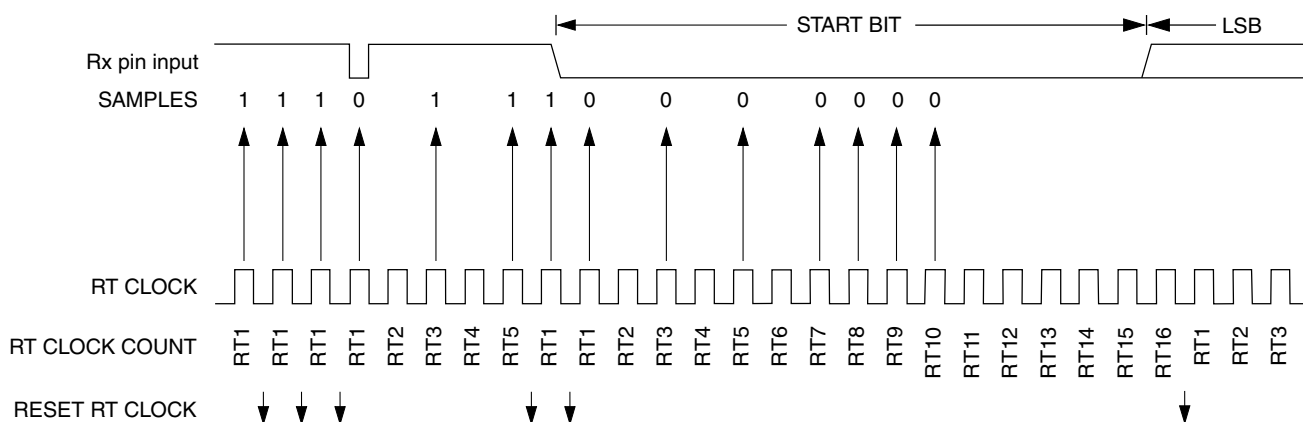 START BIT LSB
Rx pin input
SAMPLES 1 1 1 0 1 1 1 0 0 0 0 0 0 0
RT CLOCK
RT CLOCK COUNT RT1 RT1 RT1 RT1 RT2 RT3 RT4 RT5 RT1 RT1 RT2 RT3 RT4 RT5 RT6 RT7 RT8 RT9 RT10 RT11 RT12 RT13 RT14 RT15 RT16 RT1 RT2 RT3
RESET RT CLOCK